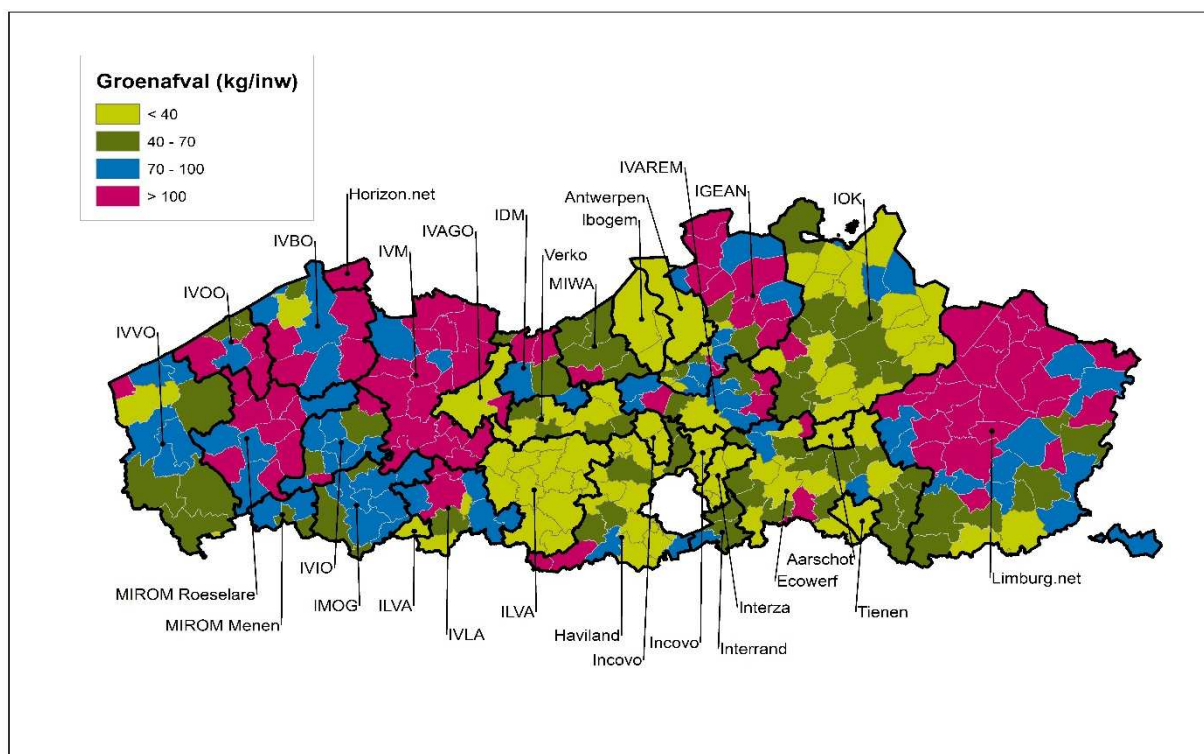 Groenafval (kg/inw)
< 40
40 - 70
70 - 100
> 100
Horizon.net
IVBO
IVM
IVAGO
IDM
Verko
MIWA
Antwerpen
Ibogem
IVAREM
IGEAN
IOK
IVOO
IVVO
MIROM Roeselare
MIROM Menen
IVIO
IMOG
ILVA
IVLA
ILVA
Haviland
Incovo
Incovo
Interrand
Interza
Aarschot
Ecowerf
Tienen
Limburg.net